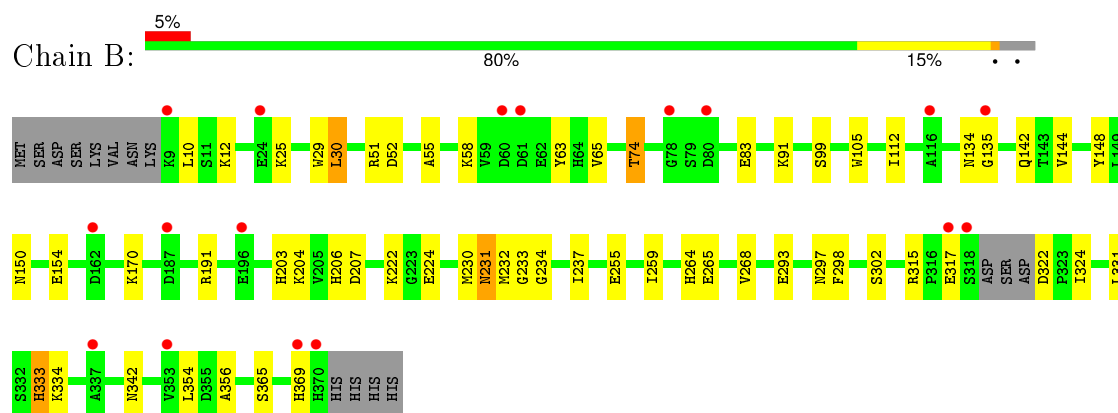 5%
Chain B:
80% 15% • •
MET SER ASP SER LYS VAL ASN LYS K9 L10 S11 K12 E24 K25 W29 L30 R51 D52 A55 K58 V59 D60 D61 E62 Y63 H64 V65 T74 G78 S79 D80 E83 K91 S99 W105 I112 A116 N134 G135 Q142 T143 V144 Y148
N150 E154 D162 K170 D187 R191 E196 H203 K204 V205 H206 D207 K222 G223 E224 M230 N231 M232 G233 G234 I237 E255 I259 H264 E265 V268 E293 N297 F298 S302 R315 P316 E317 S318 ASP SER ASP D322 P323 I324
S332 H333 K334 A337 N342 V353 L354 D355 A356 S365 H369 H370 HIS HIS HIS HIS